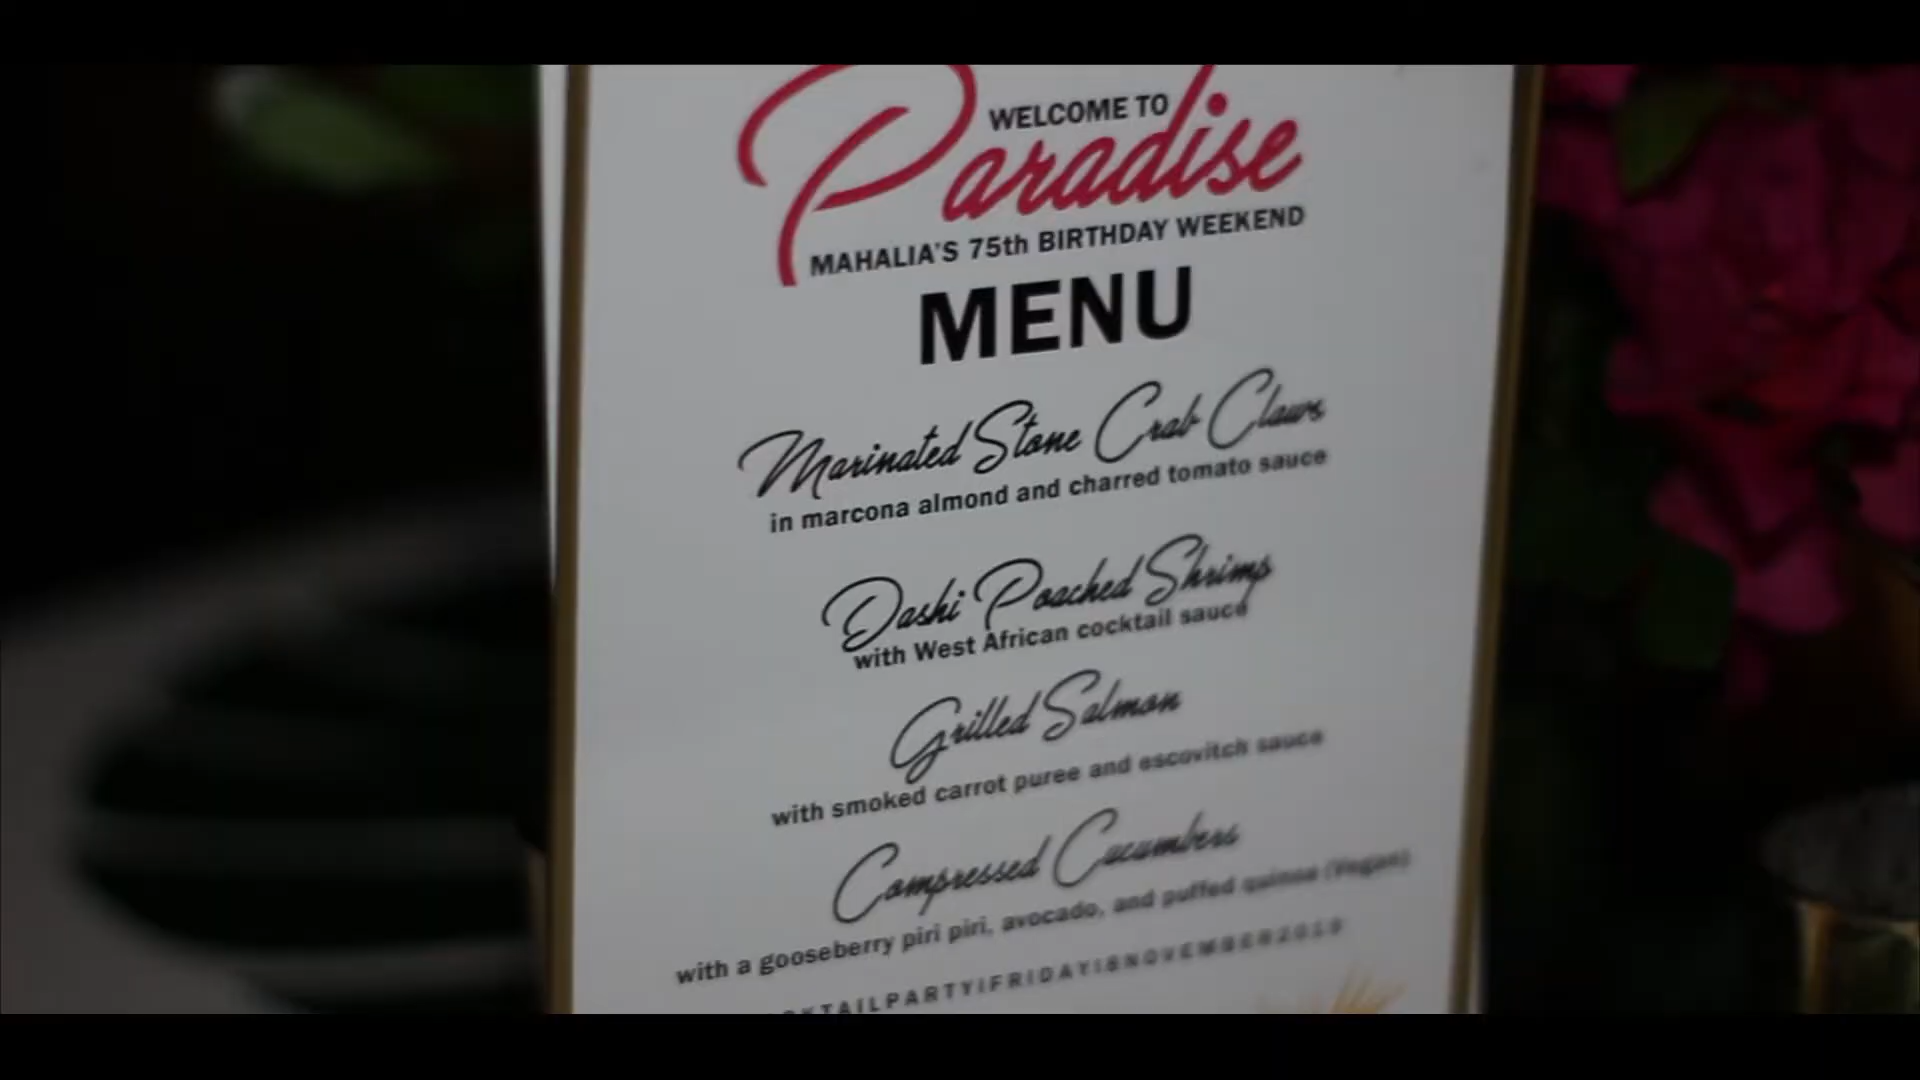 WELCOME TO
Paradise
MAHALIA'S 75th BIRTHDAY WEEKEND
MENU
Marinated Stone Crab Claws
in marcona almond and charred tomato sauce
Dashi Poached Shrimp
with West African cocktail sauce
Grilled Salmon
with smoked carrot puree and escovitch sauce
Compressed Cucumbers
with a gooseberry piri piri, avocado, and puffed quinoa (Vegan)